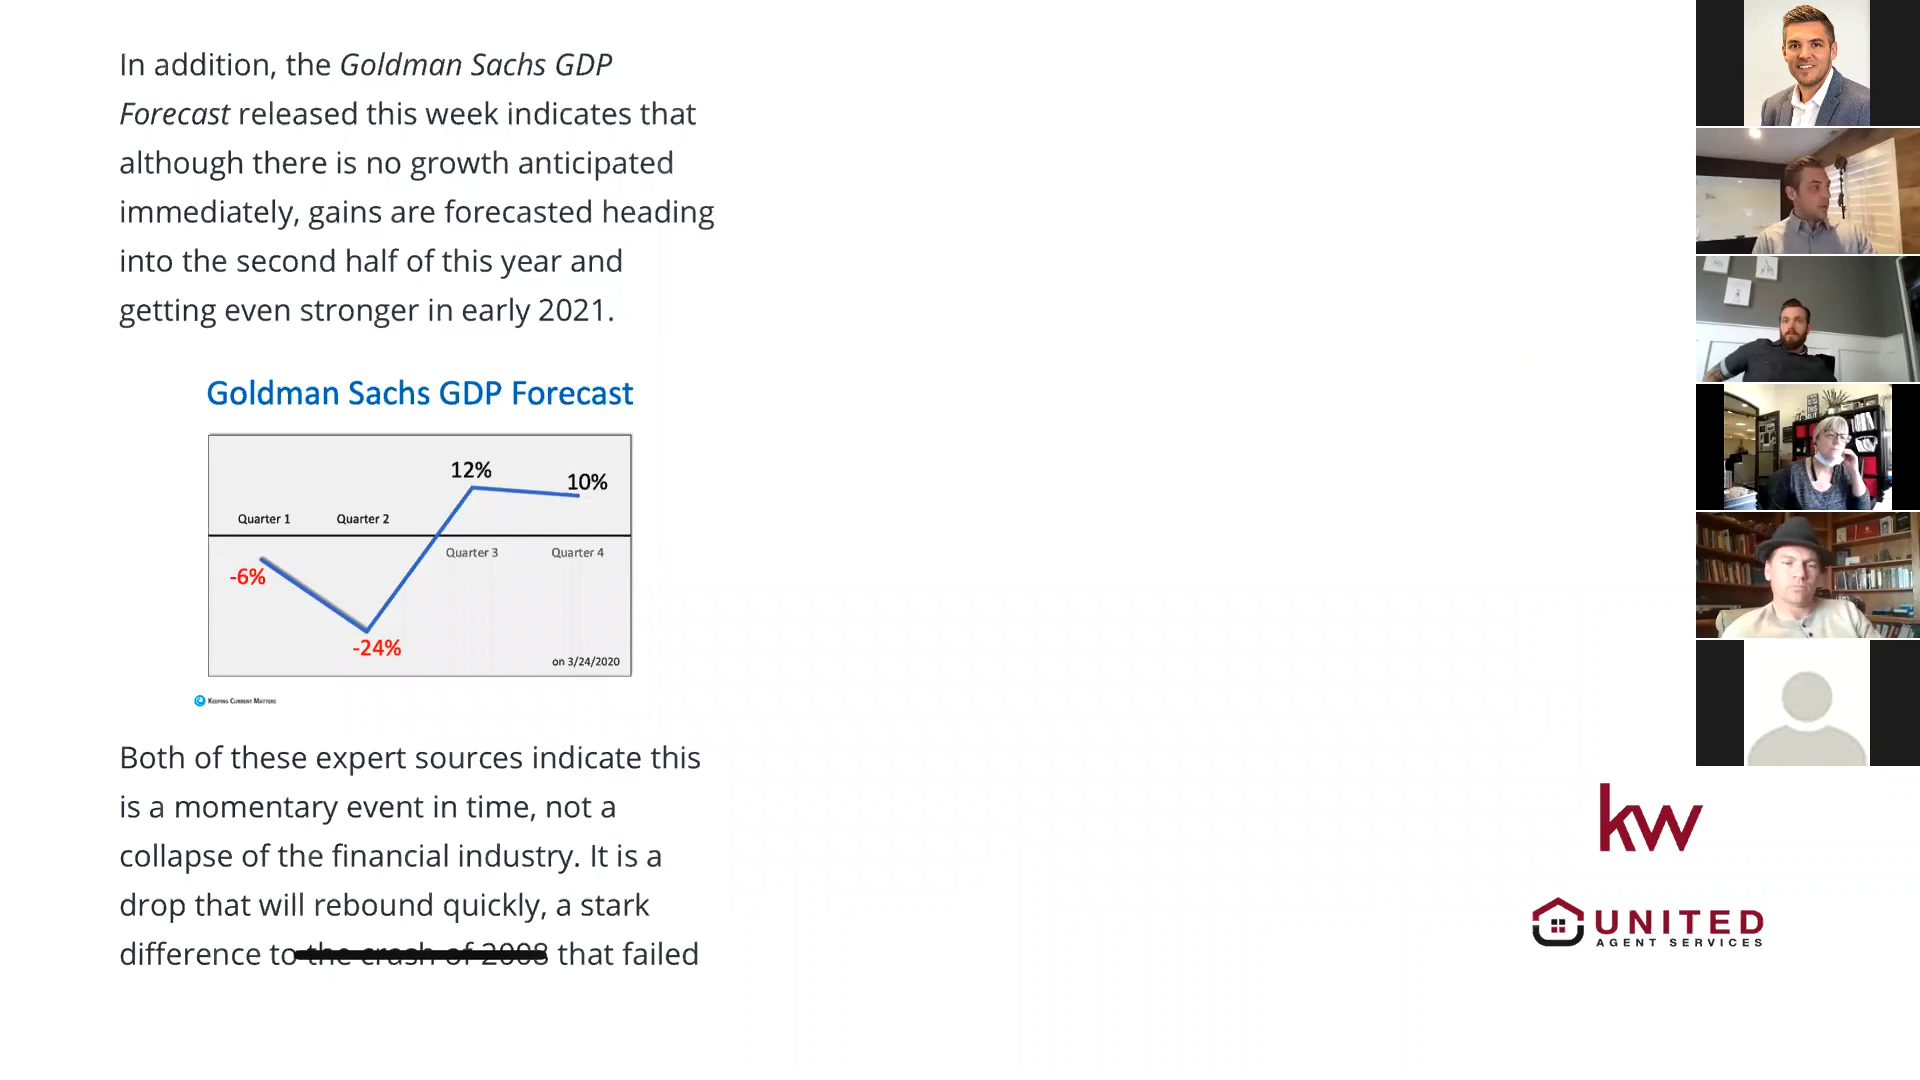 In addition, the Goldman Sachs GDP
Forecast released this week indicates that
although there is no growth anticipated
immediately, gains are forecasted heading
into the second half of this year and
getting even stronger in early 2021.
Goldman Sachs GDP Forecast
12%
10%
Quarter 1
Quarter 2
Quarter 3
Quarter 4
-6%
-24%
on 3/24/2020
Keeping Current Matters
Both of these expert sources indicate this
is a momentary event in time, not a
collapse of the financial industry. It is a
drop that will rebound quickly, a stark
difference to the crash of 2008 that failed
kw
UNITED
AGENT SERVICES